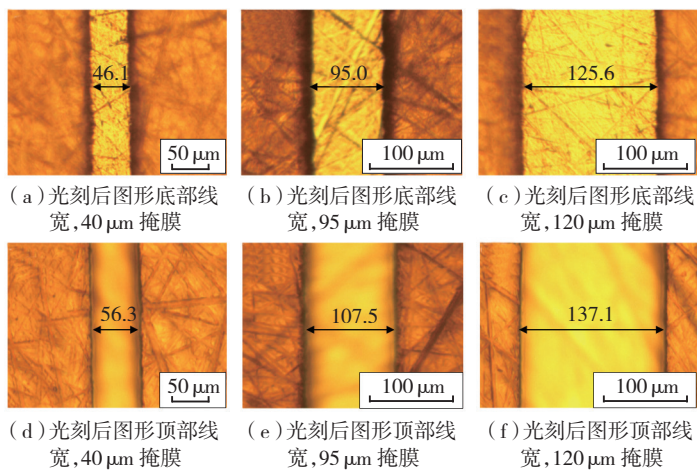 46.1
95.0
125.6
50 μm
100 μm
100 μm
(a)光刻后图形底部线
宽,40 μm 掩膜
(b)光刻后图形底部线
宽,95 μm 掩膜
(c)光刻后图形底部线
宽,120 μm 掩膜
56.3
107.5
137.1
50 μm
100 μm
100 μm
(d)光刻后图形顶部线
宽,40 μm 掩膜
(e)光刻后图形顶部线
宽,95 μm 掩膜
(f)光刻后图形顶部线
宽,120 μm 掩膜